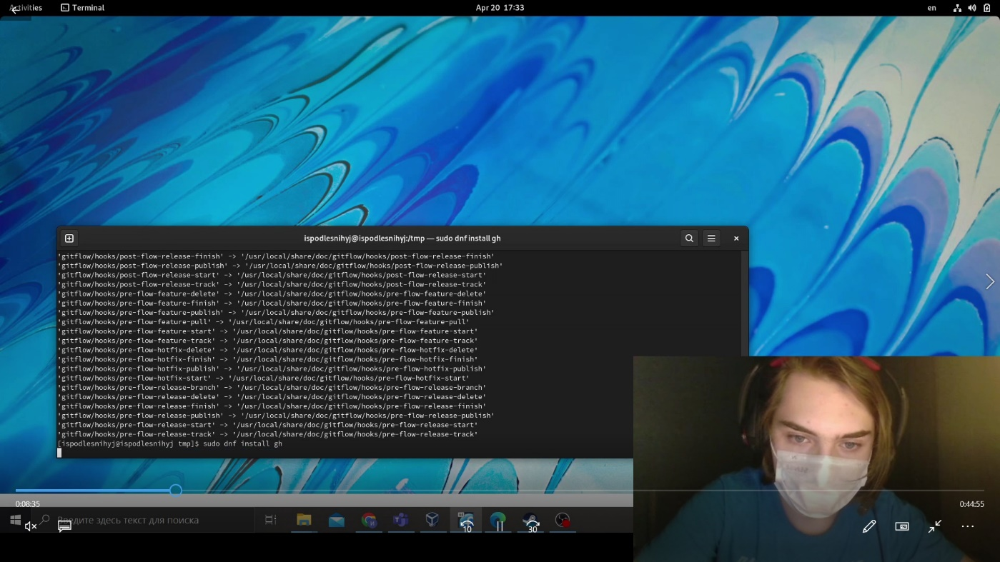 Activities
Terminal
Apr 20 17:33
en
ispodlesnihyj@ispodlesnihyj:/tmp — sudo dnf install gh
'gitflow/hooks/post-flow-release-finish' -> '/usr/local/share/doc/gitflow/hooks/post-flow-release-finish'
'gitflow/hooks/post-flow-release-publish' -> '/usr/local/share/doc/gitflow/hooks/post-flow-release-publish'
'gitflow/hooks/post-flow-release-start' -> '/usr/local/share/doc/gitflow/hooks/post-flow-release-start'
'gitflow/hooks/post-flow-release-track' -> '/usr/local/share/doc/gitflow/hooks/post-flow-release-track'
'gitflow/hooks/pre-flow-feature-delete' -> '/usr/local/share/doc/gitflow/hooks/pre-flow-feature-delete'
'gitflow/hooks/pre-flow-feature-finish' -> '/usr/local/share/doc/gitflow/hooks/pre-flow-feature-finish'
'gitflow/hooks/pre-flow-feature-publish' -> '/usr/local/share/doc/gitflow/hooks/pre-flow-feature-publish'
'gitflow/hooks/pre-flow-feature-pull' -> '/usr/local/share/doc/gitflow/hooks/pre-flow-feature-pull'
'gitflow/hooks/pre-flow-feature-start' -> '/usr/local/share/doc/gitflow/hooks/pre-flow-feature-start'
'gitflow/hooks/pre-flow-feature-track' -> '/usr/local/share/doc/gitflow/hooks/pre-flow-feature-track'
'gitflow/hooks/pre-flow-hotfix-delete' -> '/usr/local/share/doc/gitflow/hooks/pre-flow-hotfix-delete'
'gitflow/hooks/pre-flow-hotfix-finish' -> '/usr/local/share/doc/gitflow/hooks/pre-flow-hotfix-finish'
'gitflow/hooks/pre-flow-hotfix-publish' -> '/usr/local/share/doc/gitflow/hooks/pre-flow-hotfix-publish'
'gitflow/hooks/pre-flow-hotfix-start' -> '/usr/local/share/doc/gitflow/hooks/pre-flow-hotfix-start'
'gitflow/hooks/pre-flow-release-branch' -> '/usr/local/share/doc/gitflow/hooks/pre-flow-release-branch'
'gitflow/hooks/pre-flow-release-delete' -> '/usr/local/share/doc/gitflow/hooks/pre-flow-release-delete'
'gitflow/hooks/pre-flow-release-finish' -> '/usr/local/share/doc/gitflow/hooks/pre-flow-release-finish'
'gitflow/hooks/pre-flow-release-publish' -> '/usr/local/share/doc/gitflow/hooks/pre-flow-release-publish'
'gitflow/hooks/pre-flow-release-start' -> '/usr/local/share/doc/gitflow/hooks/pre-flow-release-start'
'gitflow/hooks/pre-flow-release-track' -> '/usr/local/share/doc/gitflow/hooks/pre-flow-release-track'
[ispodlesnihyj@ispodlesnihyj tmp]$ sudo dnf install gh
0:08:35
0:44:55
Введите здесь текст для поиска
10
30